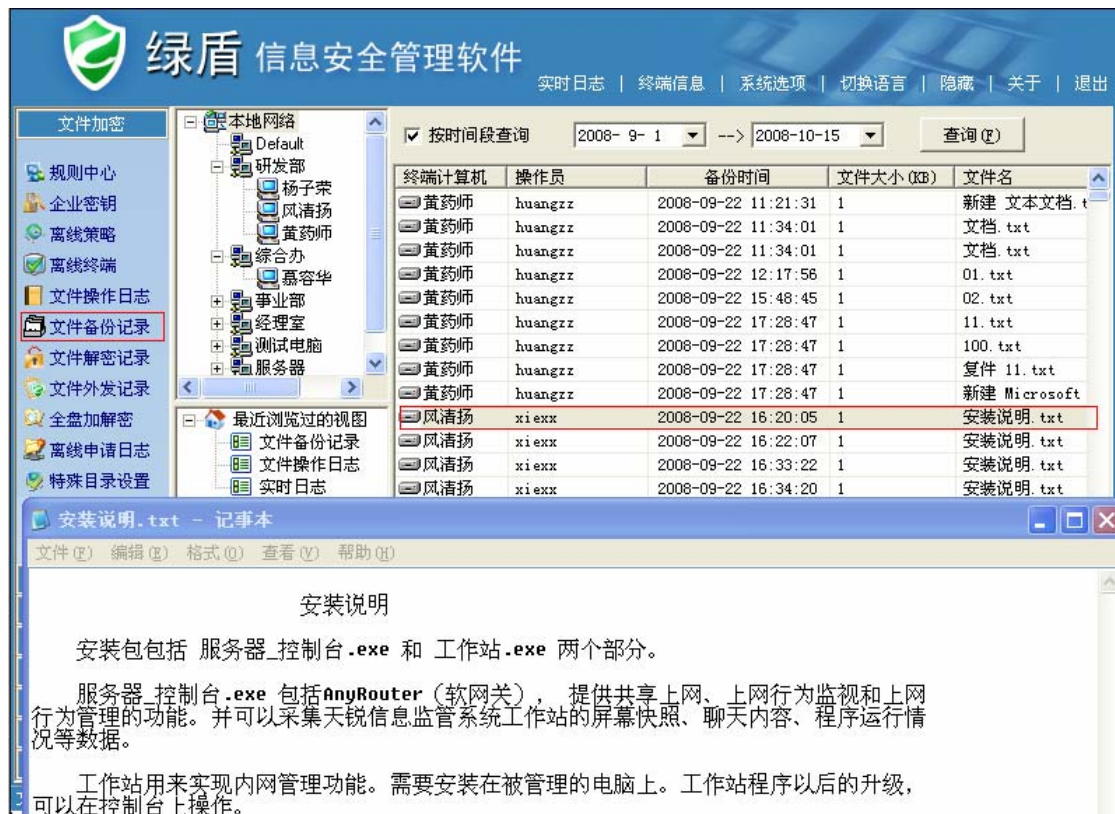 绿盾 信息安全管理软件
实时日志 | 终端信息 | 系统选项 | 切换语言 | 隐藏 | 关于 | 退出
文件加密
规则中心
企业密钥
离线策略
离线终端
文件操作日志
文件备份记录
文件解密记录
文件外发记录
全盘加解密
离线申请日志
特殊目录设置
本地网络
Default
研发部
杨子荣
风清扬
黄药师
综合办
慕容华
事业部
经理室
测试电脑
服务器
最近浏览过的视图
文件备份记录
文件操作日志
实时日志
按时间段查询 2008- 9- 1 --> 2008-10-15 查询(F)
终端计算机 操作员 备份时间 文件大小(KB) 文件名
黄药师 huangzz 2008-09-22 11:21:31 1 新建 文本文档.t
黄药师 huangzz 2008-09-22 11:34:01 1 文档.txt
黄药师 huangzz 2008-09-22 11:34:01 1 文档.txt
黄药师 huangzz 2008-09-22 12:17:56 1 01.txt
黄药师 huangzz 2008-09-22 15:48:45 1 02.txt
黄药师 huangzz 2008-09-22 17:28:47 1 11.txt
黄药师 huangzz 2008-09-22 17:28:47 1 100.txt
黄药师 huangzz 2008-09-22 17:28:47 1 复件 11.txt
黄药师 huangzz 2008-09-22 17:28:47 1 新建 Microsoft
风清扬 xiexx 2008-09-22 16:20:05 1 安装说明.txt
风清扬 xiexx 2008-09-22 16:22:07 1 安装说明.txt
风清扬 xiexx 2008-09-22 16:33:22 1 安装说明.txt
风清扬 xiexx 2008-09-22 16:34:20 1 安装说明.txt
安装说明.txt - 记事本
文件(F) 编辑(E) 格式(O) 查看(V) 帮助(H)
安装说明
安装包包括 服务器_控制台.exe 和 工作站.exe 两个部分。
服务器_控制台.exe 包括AnyRouter（软网关）， 提供共享上网、上网行为监视和上网
行为管理的功能。并可以采集天锐信息监管系统工作站的屏幕快照、聊天内容、程序运行情
况等数据。
工作站用来实现内网管理功能。需要安装在被管理的电脑上。工作站程序以后的升级，
可以在控制台上操作。